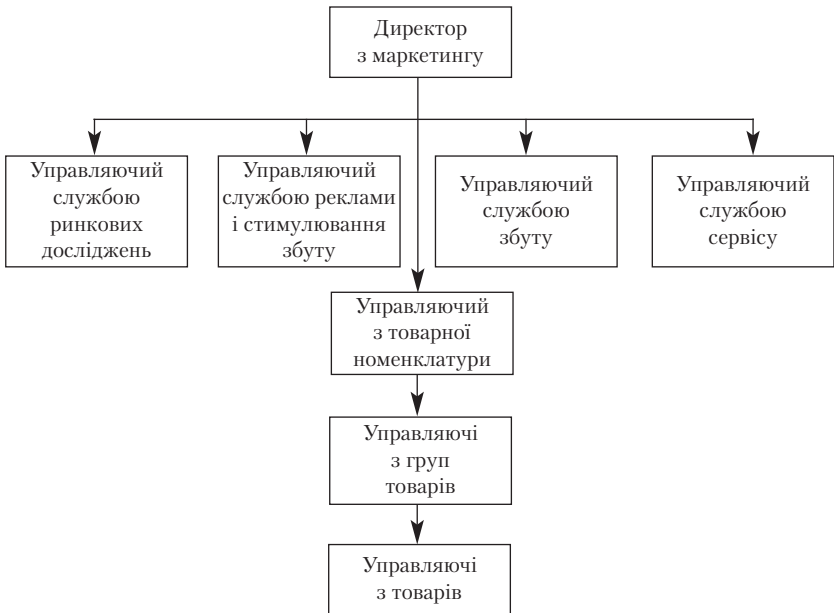 Директор
з маркетингу
Управляючий
службою
ринкових
досліджень
Управляючий
службою реклами
і стимулювання
збуту
Управляючий
службою
збуту
Управляючий
службою
сервісу
Управляючий
з товарної
номенклатури
Управляючі
з груп
товарів
Управляючі
з товарів